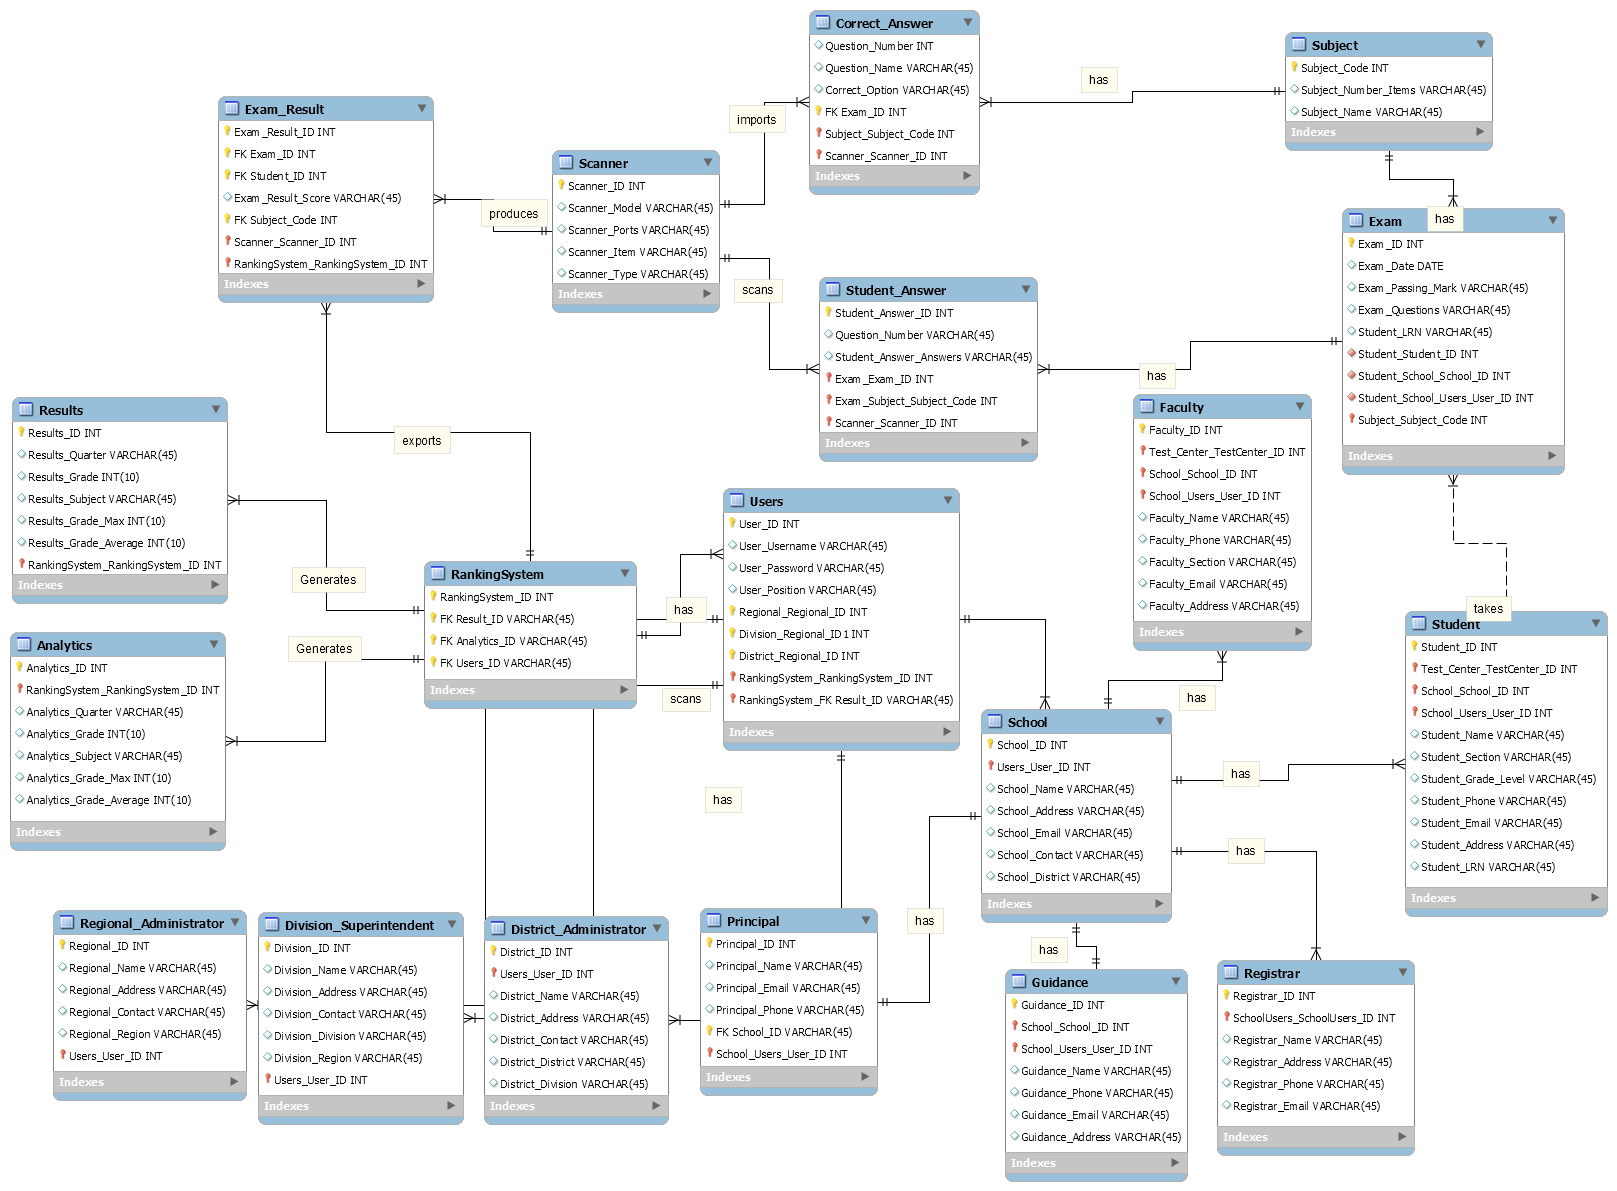 Correct_Answer
Question_Number INT
Question_Name VARCHAR(45)
Correct_Option VARCHAR(45)
FK Exam_ID INT
Subject_Subject_Code INT
Scanner_Scanner_ID INT
Indexes
has
Subject
Subject_Code INT
Subject_Number_Items VARCHAR(45)
Subject_Name VARCHAR(45)
Indexes
imports
Exam_Result
Exam_Result_ID INT
FK Exam_ID INT
FK Student_ID INT
Exam_Result_Score VARCHAR(45)
FK Subject_Code INT
Scanner_Scanner_ID INT
RankingSystem_RankingSystem_ID INT
Indexes
produces
Scanner
Scanner_ID INT
Scanner_Model VARCHAR(45)
Scanner_Ports VARCHAR(45)
Scanner_Item VARCHAR(45)
Scanner_Type VARCHAR(45)
Indexes
scans
has
Exam
Exam_ID INT
Exam_Date DATE
Exam_Passing_Mark VARCHAR(45)
Exam_Questions VARCHAR(45)
Student_LRN VARCHAR(45)
Student_Student_ID INT
Student_School_School_ID INT
Student_School_Users_User_ID INT
Subject_Subject_Code INT
Indexes
Student_Answer
Student_Answer_ID INT
Question_Number VARCHAR(45)
Student_Answer_Answers VARCHAR(45)
Exam_Exam_ID INT
Exam_Subject_Subject_Code INT
Scanner_Scanner_ID INT
Indexes
has
Faculty
Faculty_ID INT
Test_Center_TestCenter_ID INT
School_School_ID INT
School_Users_User_ID INT
Faculty_Name VARCHAR(45)
Faculty_Phone VARCHAR(45)
Faculty_Section VARCHAR(45)
Faculty_Email VARCHAR(45)
Faculty_Address VARCHAR(45)
Indexes
Results
Results_ID INT
Results_Quarter VARCHAR(45)
Results_Grade INT(10)
Results_Subject VARCHAR(45)
Results_Grade_Max INT(10)
Results_Grade_Average INT(10)
RankingSystem_RankingSystem_ID INT
Indexes
exports
Generates
Users
User_ID INT
User_Username VARCHAR(45)
User_Password VARCHAR(45)
User_Position VARCHAR(45)
Regional_Regional_ID INT
Division_Regional_ID1 INT
District_Regional_ID INT
RankingSystem_RankingSystem_ID INT
RankingSystem_FK Result_ID VARCHAR(45)
Indexes
RankingSystem
RankingSystem_ID INT
FK Result_ID VARCHAR(45)
FK Analytics_ID VARCHAR(45)
FK Users_ID VARCHAR(45)
Indexes
has
scans
takes
Student
Student_ID INT
Test_Center_TestCenter_ID INT
School_School_ID INT
School_Users_User_ID INT
Student_Name VARCHAR(45)
Student_Section VARCHAR(45)
Student_Grade_Level VARCHAR(45)
Student_Phone VARCHAR(45)
Student_Email VARCHAR(45)
Student_Address VARCHAR(45)
Student_LRN VARCHAR(45)
Indexes
Analytics
Analytics_ID INT
RankingSystem_RankingSystem_ID INT
Analytics_Quarter VARCHAR(45)
Analytics_Grade INT(10)
Analytics_Subject VARCHAR(45)
Analytics_Grade_Max INT(10)
Analytics_Grade_Average INT(10)
Indexes
Generates
has
has
School
School_ID INT
Users_User_ID INT
School_Name VARCHAR(45)
School_Address VARCHAR(45)
School_Email VARCHAR(45)
School_Contact VARCHAR(45)
School_District VARCHAR(45)
Indexes
has
has
Regional_Administrator
Regional_ID INT
Regional_Name VARCHAR(45)
Regional_Address VARCHAR(45)
Regional_Contact VARCHAR(45)
Regional_Region VARCHAR(45)
Users_User_ID INT
Indexes
Division_Superintendent
Division_ID INT
Division_Name VARCHAR(45)
Division_Address VARCHAR(45)
Division_Contact VARCHAR(45)
Division_Division VARCHAR(45)
Division_Region VARCHAR(45)
Users_User_ID INT
Indexes
District_Administrator
District_ID INT
Users_User_ID INT
District_Name VARCHAR(45)
District_Address VARCHAR(45)
District_Contact VARCHAR(45)
District_District VARCHAR(45)
District_Division VARCHAR(45)
Indexes
Principal
Principal_ID INT
Principal_Name VARCHAR(45)
Principal_Email VARCHAR(45)
Principal_Phone VARCHAR(45)
FK School_ID VARCHAR(45)
School_Users_User_ID INT
Indexes
has
has
Guidance
Guidance_ID INT
School_School_ID INT
School_Users_User_ID INT
Guidance_Name VARCHAR(45)
Guidance_Phone VARCHAR(45)
Guidance_Email VARCHAR(45)
Guidance_Address VARCHAR(45)
Indexes
Registrar
Registrar_ID INT
SchoolUsers_SchoolUsers_ID INT
Registrar_Name VARCHAR(45)
Registrar_Address VARCHAR(45)
Registrar_Phone VARCHAR(45)
Registrar_Email VARCHAR(45)
Indexes